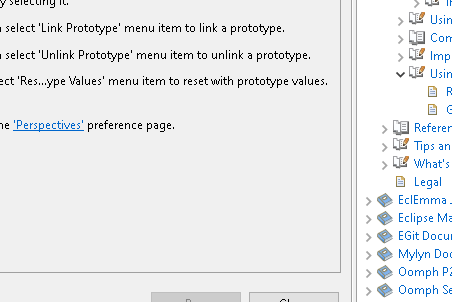 selecting it.
select 'Link Prototype' menu item to link a prototype.
select 'Unlink Prototype' menu item to unlink a prototype.
'Res...ype Values' menu item to reset with prototype values.
'Perspectives' preference page.
Usin
Com
Imp
Usin
R
G
Referen
Tips an
What's
Legal
EclEmma
Eclipse Ma
EGit Docu
Mylyn Doc
Oomph P2
Oomph Se